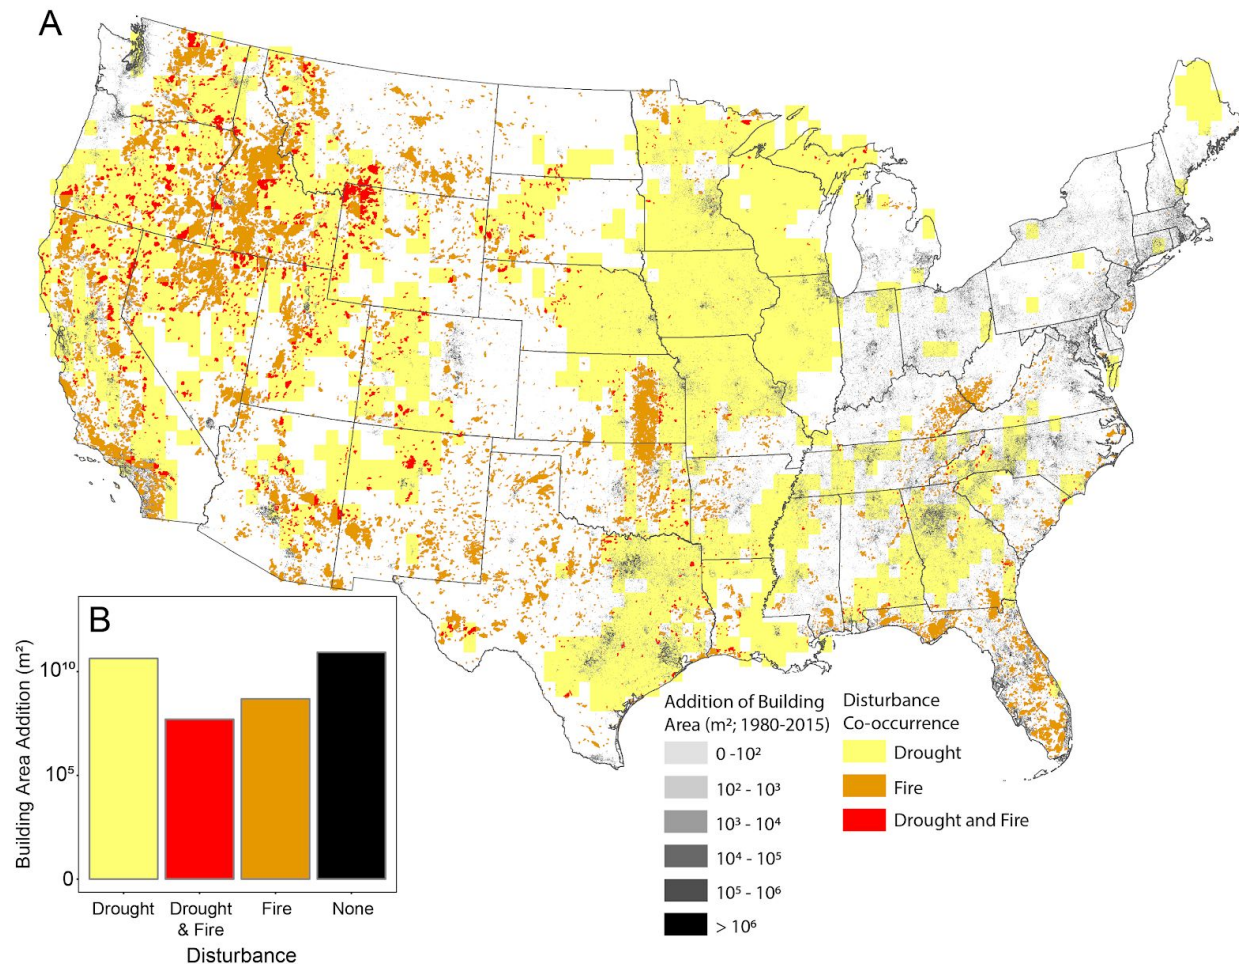 A
B
Building Area Addition (m²)
10¹⁰
10⁵
0
Drought
Drought
& Fire
Fire
None
Disturbance
Addition of Building
Area (m²; 1980-2015)
0 -10²
10² - 10³
10³ - 10⁴
10⁴ - 10⁵
10⁵ - 10⁶
> 10⁶
Disturbance
Co-occurrence
Drought
Fire
Drought and Fire